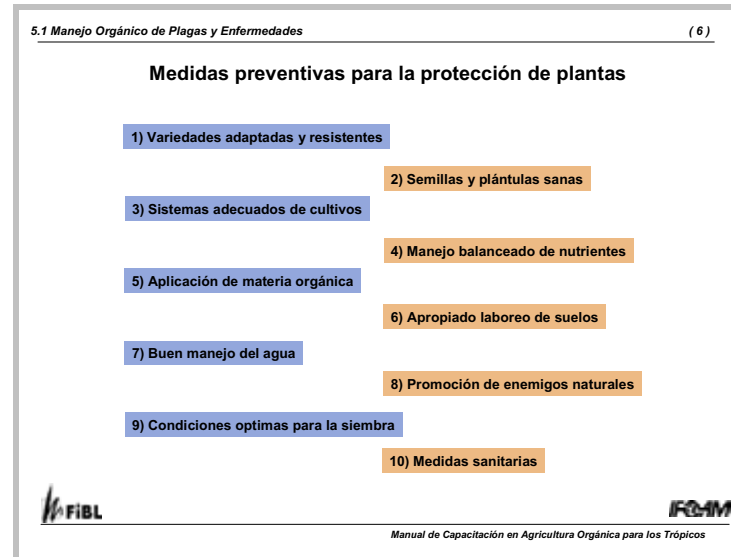 5.1 Manejo Orgánico de Plagas y Enfermedades ( 6 )
Medidas preventivas para la protección de plantas
1) Variedades adaptadas y resistentes
2) Semillas y plántulas sanas
3) Sistemas adecuados de cultivos
4) Manejo balanceado de nutrientes
5) Aplicación de materia orgánica
6) Apropiado laboreo de suelos
7) Buen manejo del agua
8) Promoción de enemigos naturales
9) Condiciones optimas para la siembra
10) Medidas sanitarias
FiBL
IFOAM
Manual de Capacitación en Agricultura Orgánica para los Trópicos